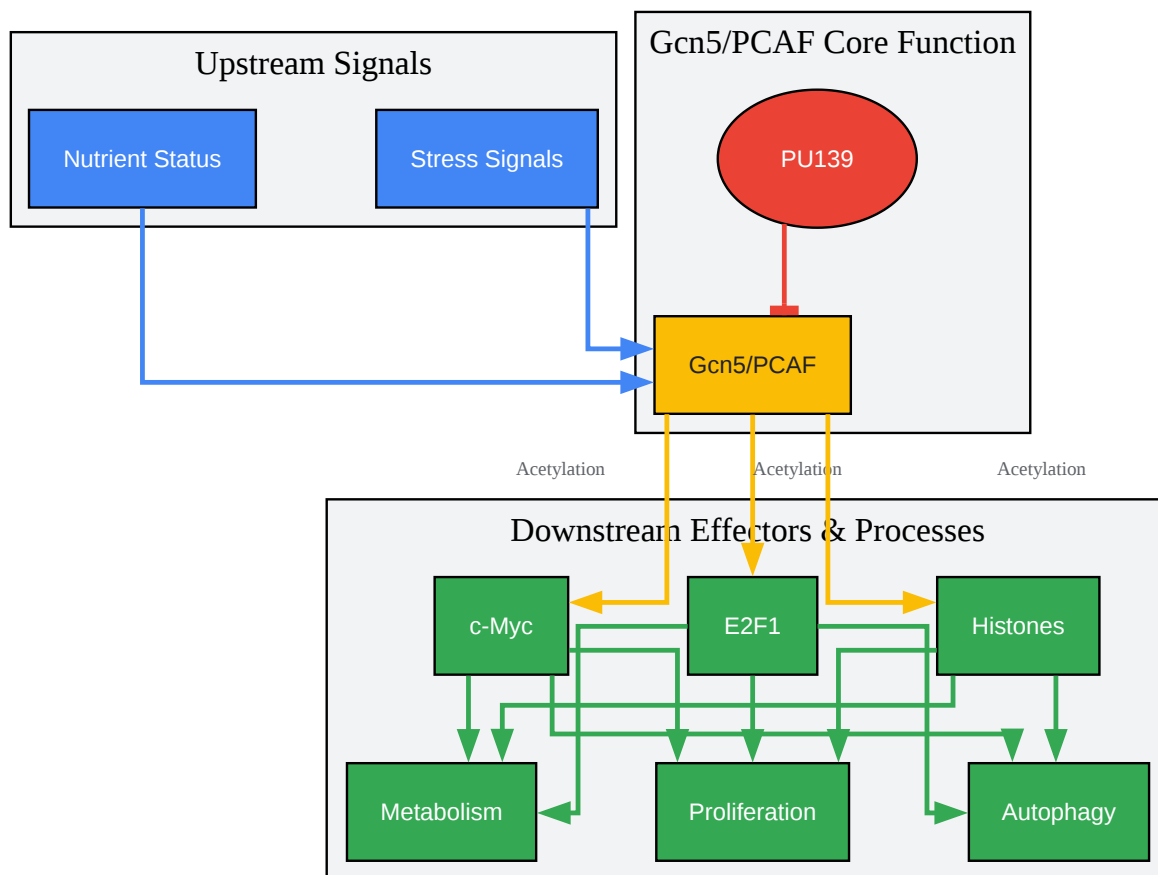 Upstream Signals
Nutrient Status
Stress Signals
Gcn5/PCAF Core Function
PU139
Gcn5/PCAF
Acetylation
Acetylation
Acetylation
Downstream Effectors & Processes
c-Myc
E2F1
Histones
Metabolism
Proliferation
Autophagy